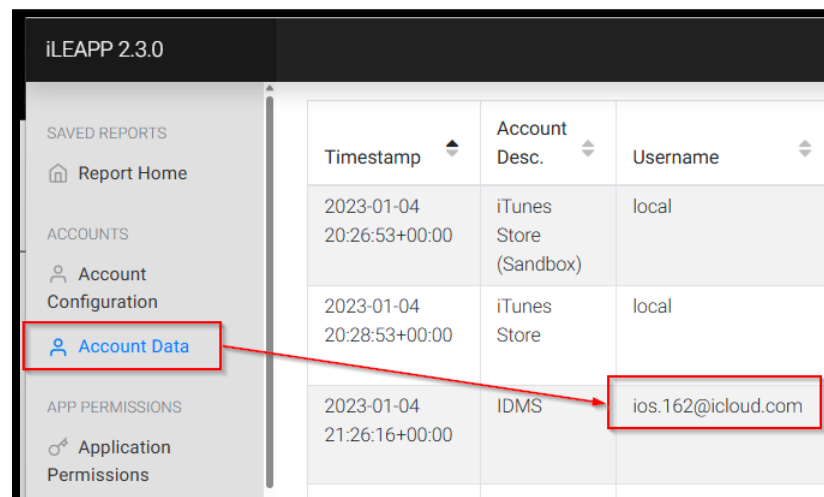 iLEAPP 2.3.0
SAVED REPORTS
Report Home
ACCOUNTS
Account
Configuration
Account Data
APP PERMISSIONS
Application
Permissions
Timestamp
Account
Desc.
Username
2023-01-04
20:26:53+00:00
iTunes
Store
(Sandbox)
local
2023-01-04
20:28:53+00:00
iTunes
Store
local
2023-01-04
21:26:16+00:00
IDMS
ios.162@icloud.com